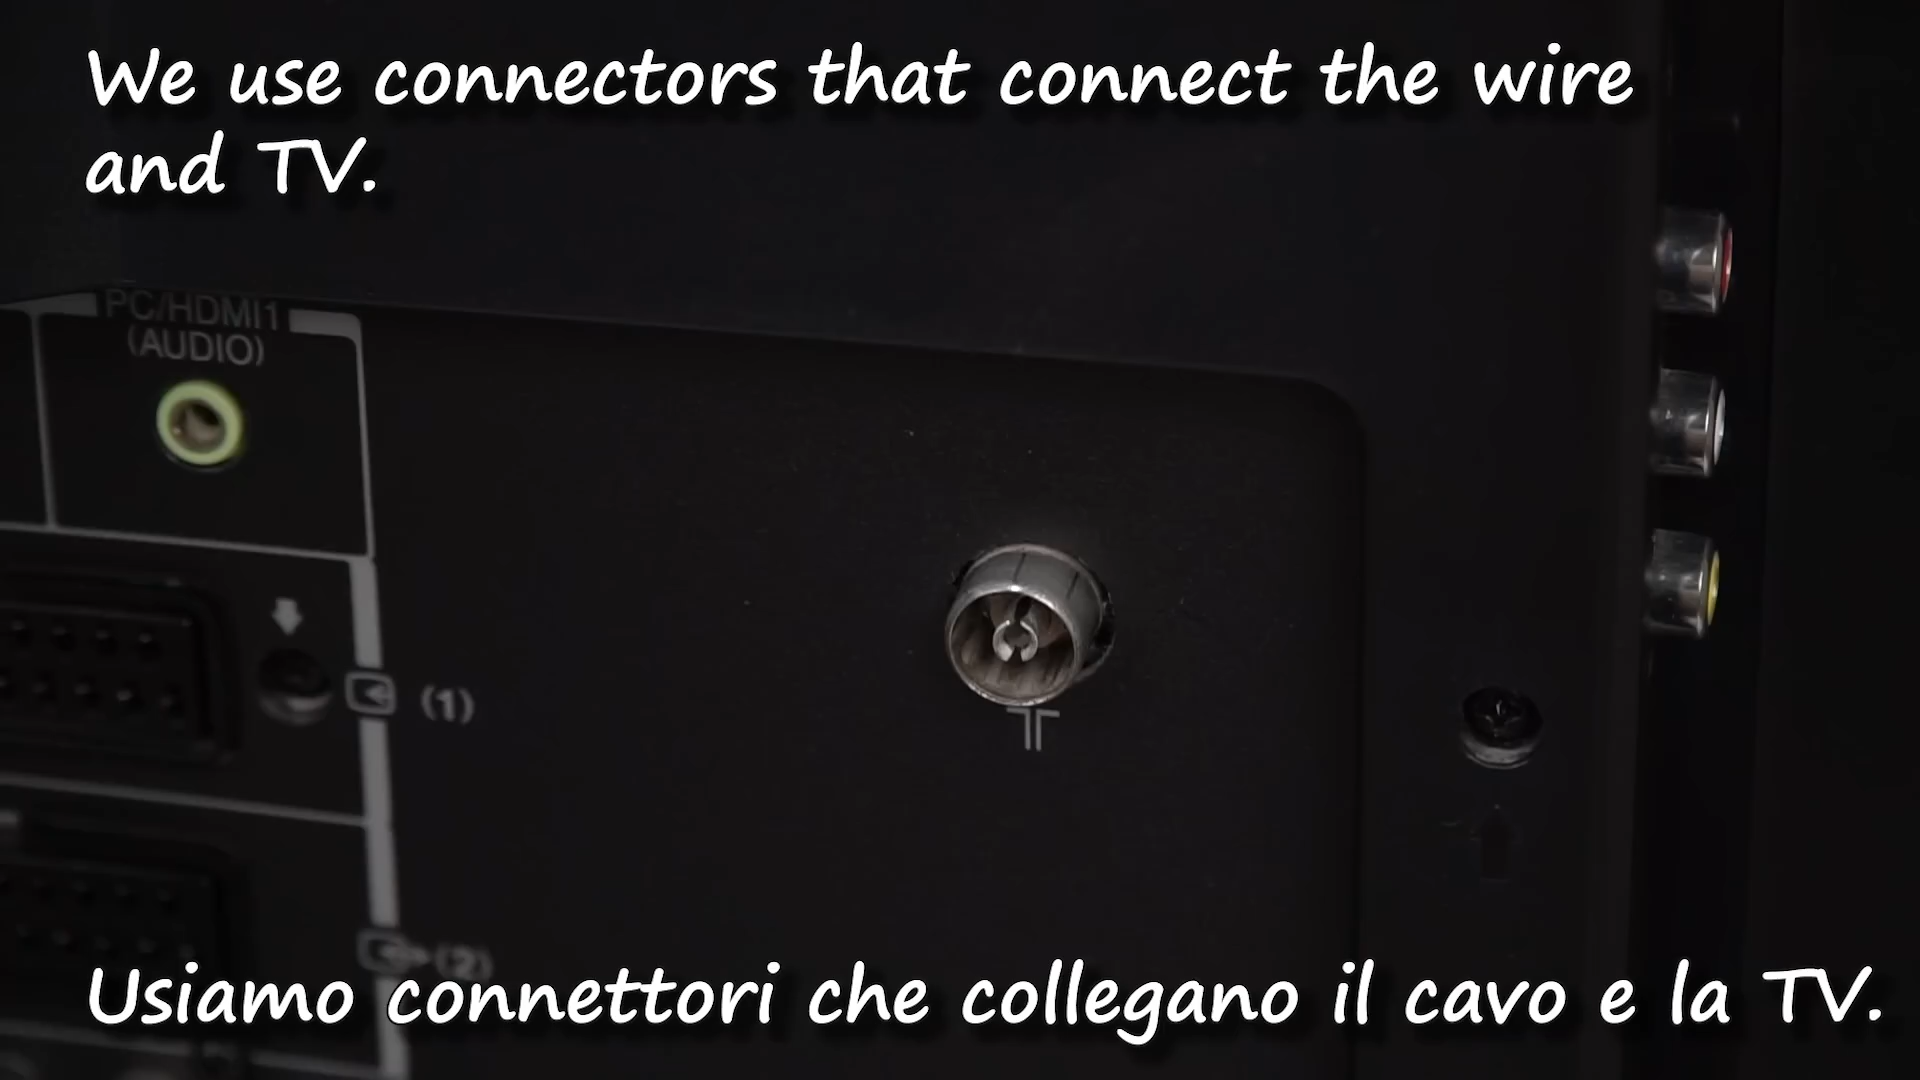 We use connectors that connect the wire
and TV.
PC/HDMI1
(AUDIO)
(1)
(2)
Usiamo connettori che collegano il cavo e la TV.